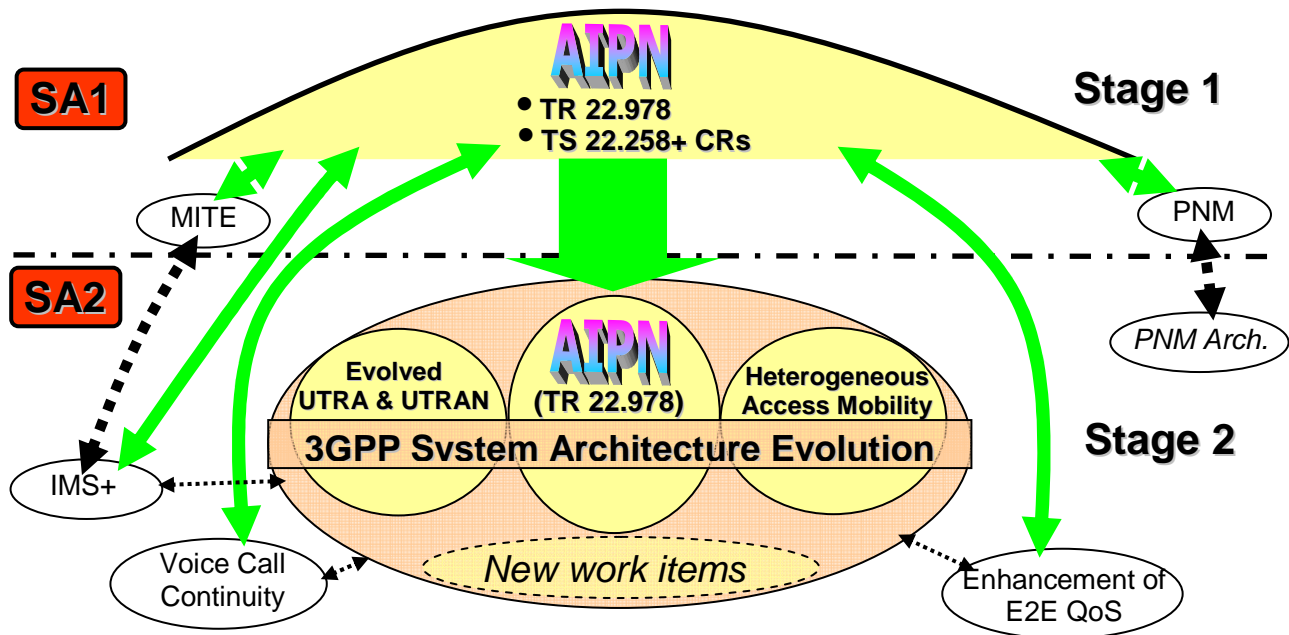 AIPN
SA1
Stage 1
• TR 22.978
• TS 22.258+ CRs
MITE
PNM
SA2
AIPN
PNM Arch.
Evolved
UTRA & UTRAN
(TR 22.978)
Heterogeneous
Access Mobility
3GPP Svstem Architecture Evolution
Stage 2
IMS+
Voice Call
Continuity
New work items
Enhancement of
E2E QoS